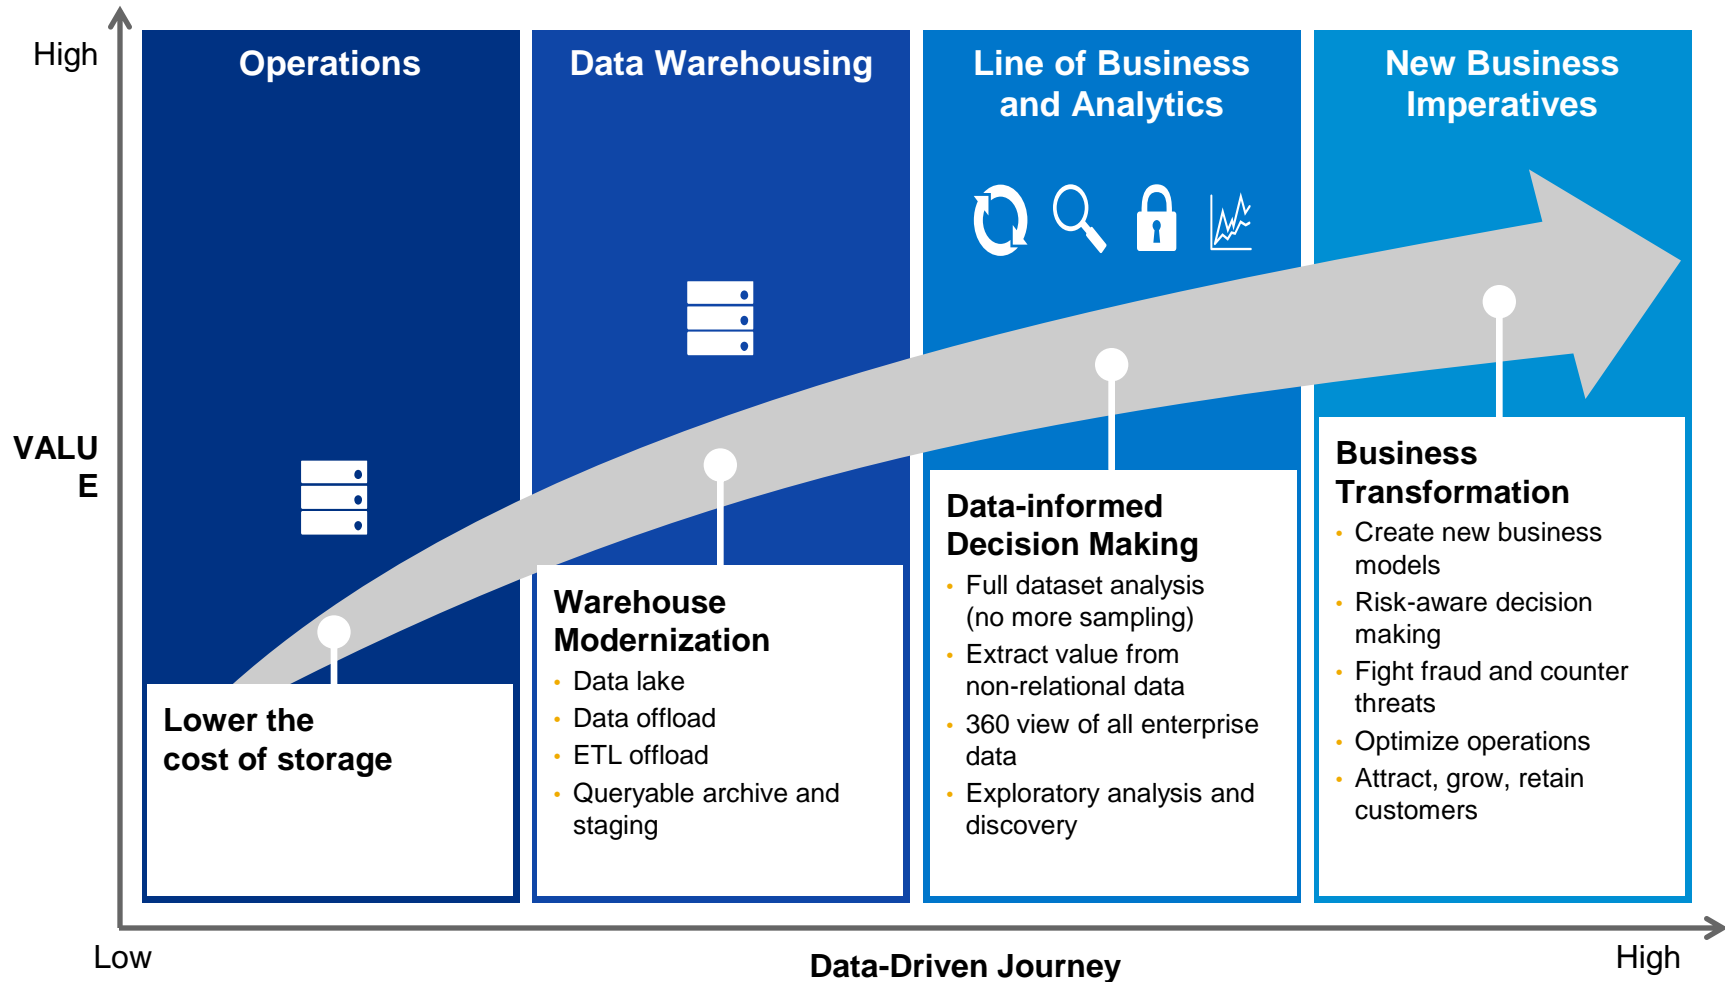 High
VALU
E
Low
Operations
Lower the
cost of storage
Data Warehousing
Warehouse
Modernization
• Data lake
• Data offload
• ETL offload
• Queryable archive and
staging
Line of Business
and Analytics
Data-informed
Decision Making
• Full dataset analysis
(no more sampling)
• Extract value from
non-relational data
• 360 view of all enterprise
data
• Exploratory analysis and
discovery
New Business
Imperatives
Business
Transformation
• Create new business
models
• Risk-aware decision
making
• Fight fraud and counter
threats
• Optimize operations
• Attract, grow, retain
customers
Data-Driven Journey
High